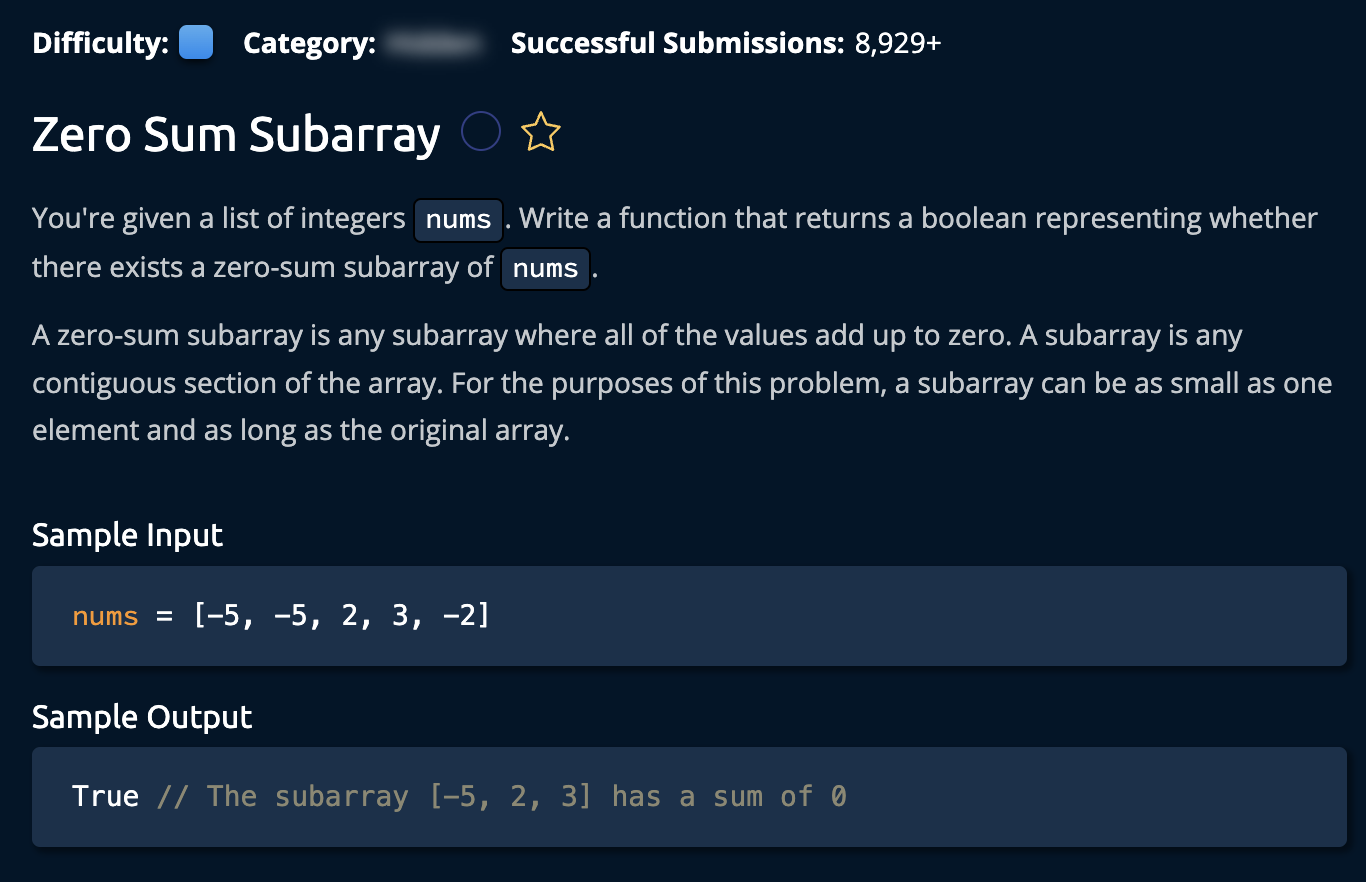 Difficulty: Category: Successful Submissions: 8,929+
Zero Sum Subarray
You're given a list of integers nums. Write a function that returns a boolean representing whether
there exists a zero-sum subarray of nums.
A zero-sum subarray is any subarray where all of the values add up to zero. A subarray is any
contiguous section of the array. For the purposes of this problem, a subarray can be as small as one
element and as long as the original array.
Sample Input
nums = [-5, -5, 2, 3, -2]
Sample Output
True // The subarray [-5, 2, 3] has a sum of 0